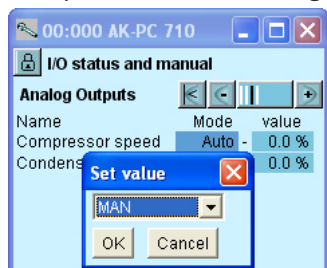 00:000 AK-PC 710
I/O status and manual
Analog Outputs
Name Mode value
Compressor speed Auto - 0.0 %
Condens 0.0 %
Set value
MAN
OK Cancel